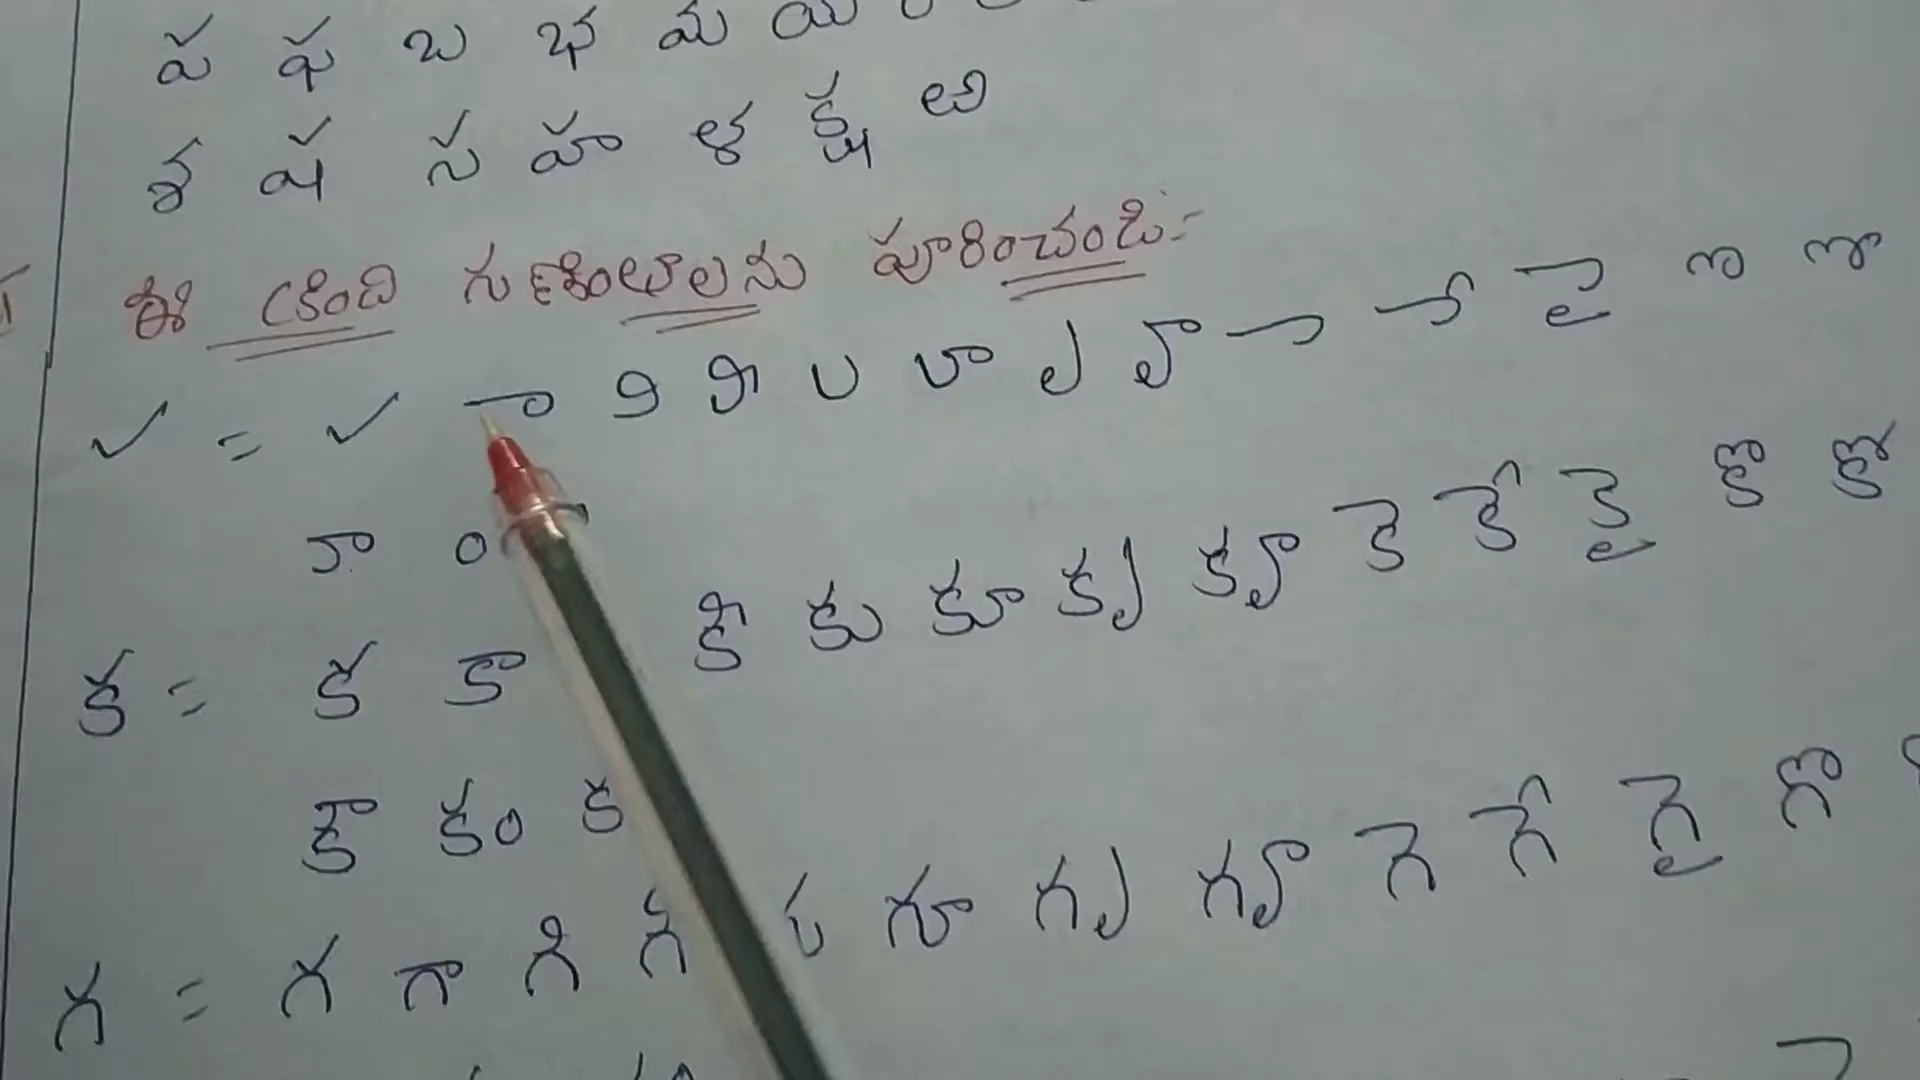 ప ఫ బ భ మ య
శ ష స హ ళ క్ష ఱ
ఈ క్రింది గుణింతాలను పూరించండి:-
✓ = ✓ ా ి ీ ు ూ ృ ౄ ె ే ై ొ ో
ౌ ం
క = క కా కీ కు కూ కృ కౄ కె కే కై కొ కో
కౌ కం క
గ = గ గా గి గీ గూ గృ గౄ గె గే గై గొ